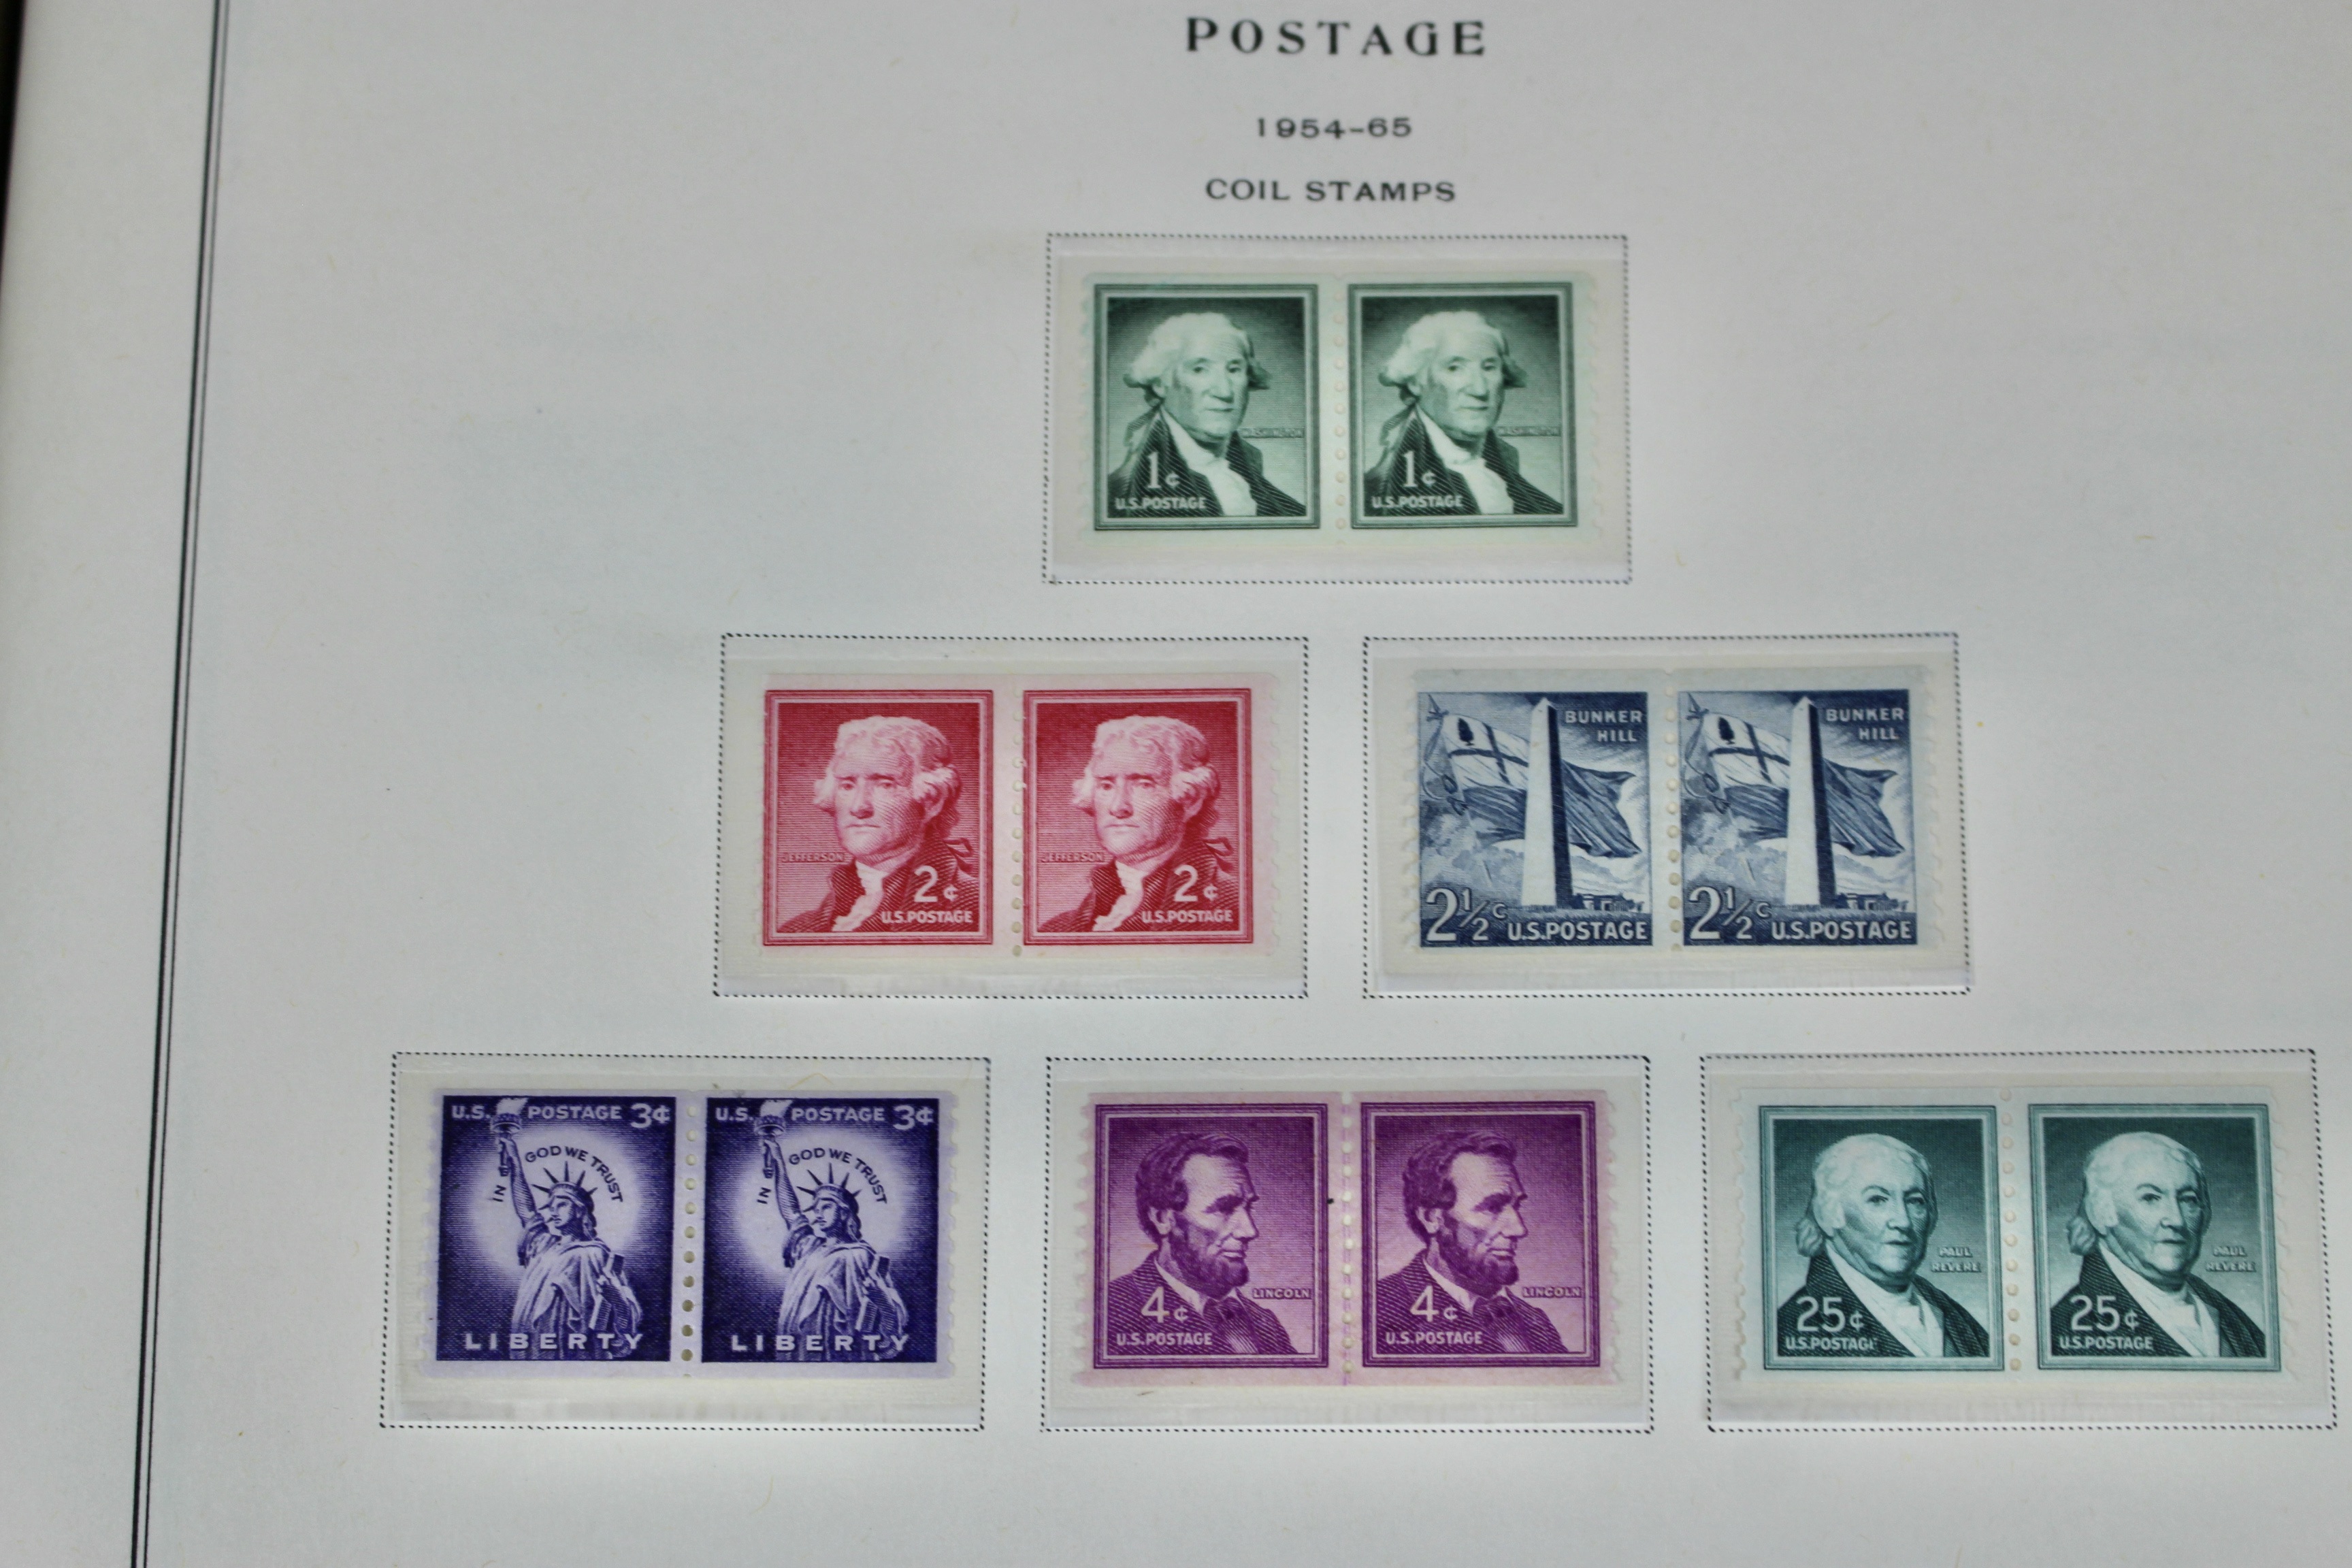 POSTAGE
1954-65
COIL STAMPS
WASHINGTON
1¢
U.S.POSTAGE
WASHINGTON
1¢
U.S.POSTAGE
JEFFERSON
2¢
U.S.POSTAGE
JEFFERSON
2¢
U.S.POSTAGE
BUNKER
HILL
2½c
U.S.POSTAGE
BUNKER
HILL
2½c
U.S.POSTAGE
U.S. POSTAGE 3¢
IN GOD WE TRUST
LIBERTY
U.S. POSTAGE 3¢
IN GOD WE TRUST
LIBERTY
LINCOLN
4¢
U.S.POSTAGE
LINCOLN
4¢
U.S.POSTAGE
PAUL
REVERE
25¢
U.S.POSTAGE
PAUL
REVERE
25¢
U.S.POSTAGE